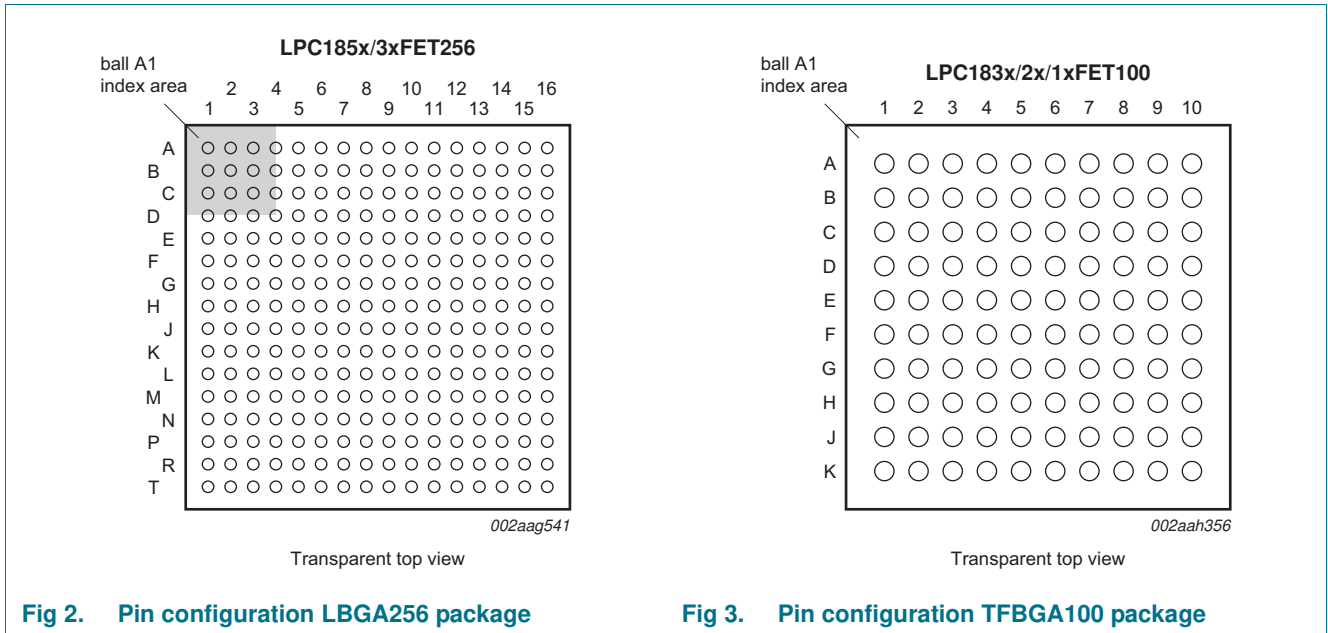 LPC185x/3xFET256
ball A1
index area
2 4 6 8 10 12 14 16
1 3 5 7 9 11 13 15
A
B
C
D
E
F
G
H
J
K
L
M
N
P
R
T
002aag541
Transparent top view
Fig 2. Pin configuration LBGA256 package
LPC183x/2x/1xFET100
ball A1
index area
1 2 3 4 5 6 7 8 9 10
A
B
C
D
E
F
G
H
J
K
002aah356
Transparent top view
Fig 3. Pin configuration TFBGA100 package